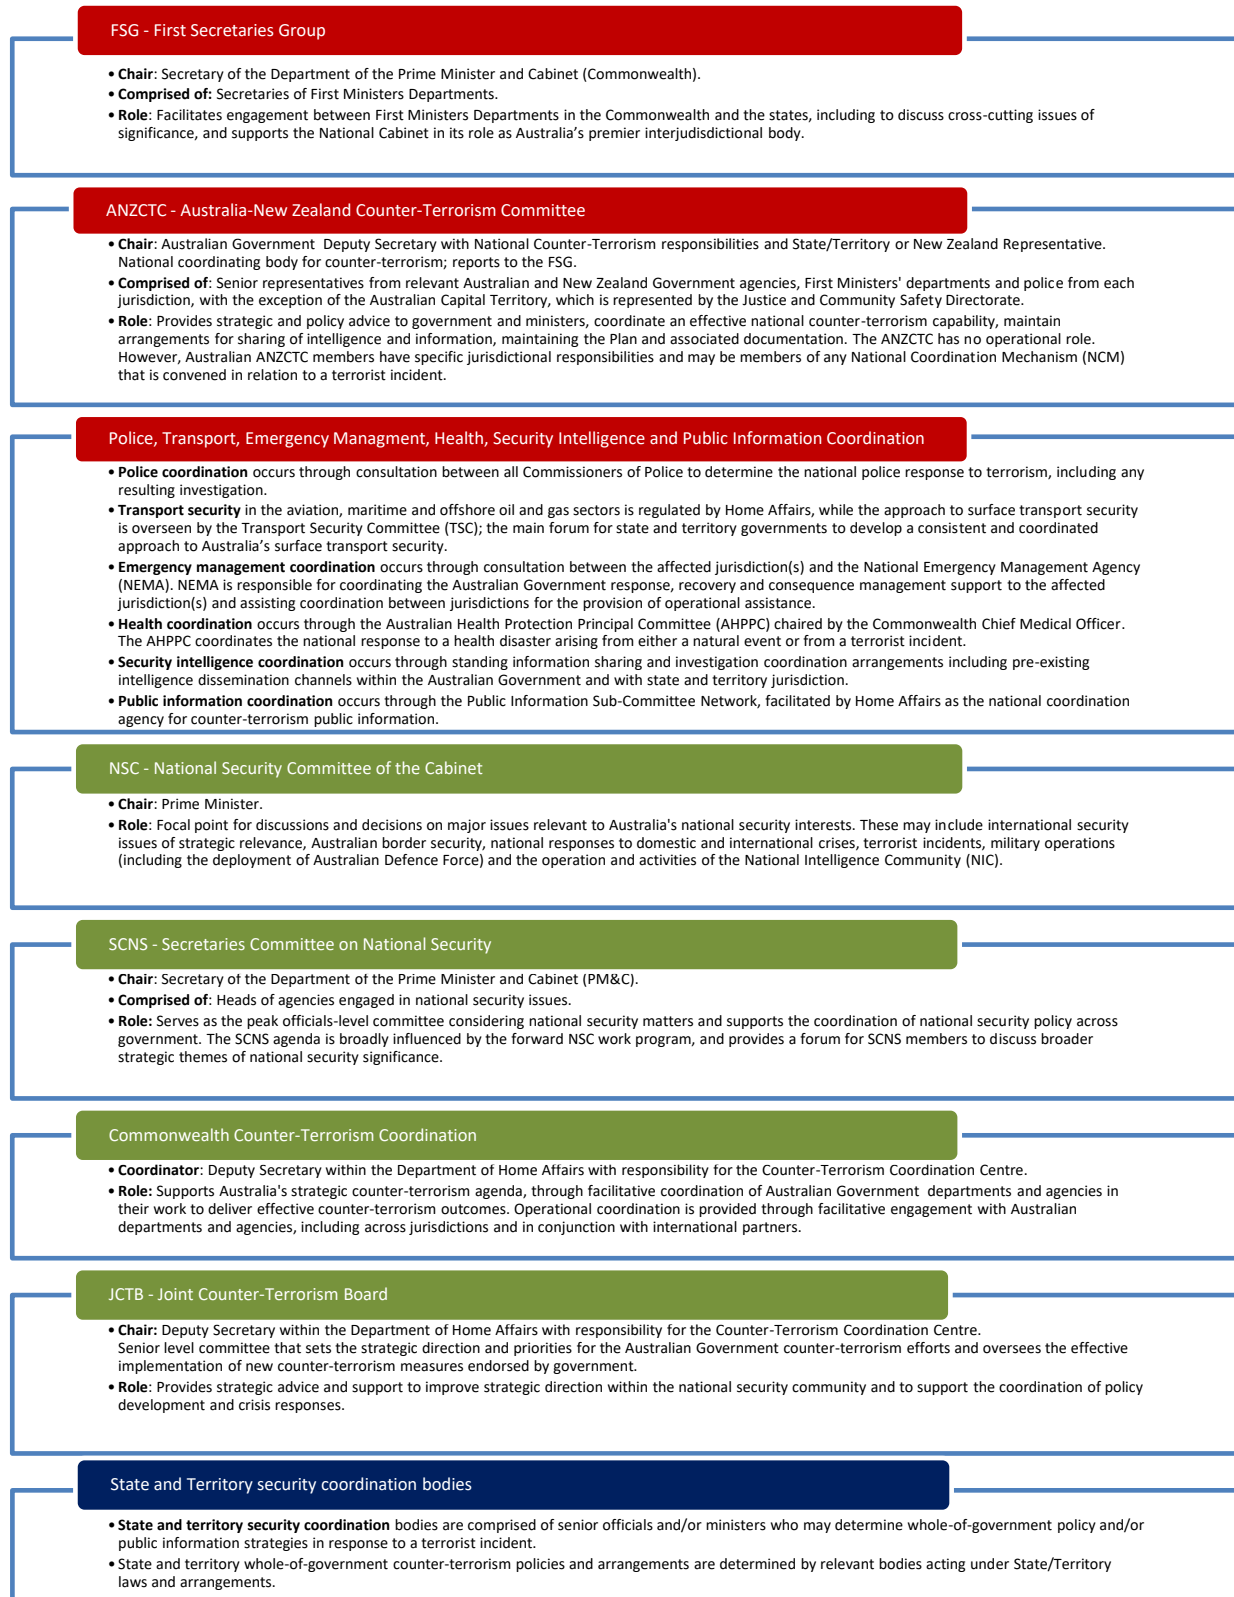 FSG - First Secretaries Group
• Chair: Secretary of the Department of the Prime Minister and Cabinet (Commonwealth).
• Comprised of: Secretaries of First Ministers Departments.
• Role: Facilitates engagement between First Ministers Departments in the Commonwealth and the states, including to discuss cross-cutting issues of
significance, and supports the National Cabinet in its role as Australia's premier interjudisdictional body.
ANZCTC - Australia-New Zealand Counter-Terrorism Committee
• Chair: Australian Government Deputy Secretary with National Counter-Terrorism responsibilities and State/Territory or New Zealand Representative.
National coordinating body for counter-terrorism; reports to the FSG.
• Comprised of: Senior representatives from relevant Australian and New Zealand Government agencies, First Ministers' departments and police from each
jurisdiction, with the exception of the Australian Capital Territory, which is represented by the Justice and Community Safety Directorate.
• Role: Provides strategic and policy advice to government and ministers, coordinate an effective national counter-terrorism capability, maintain
arrangements for sharing of intelligence and information, maintaining the Plan and associated documentation. The ANZCTC has no operational role.
However, Australian ANZCTC members have specific jurisdictional responsibilities and may be members of any National Coordination Mechanism (NCM)
that is convened in relation to a terrorist incident.
Police, Transport, Emergency Managment, Health, Security Intelligence and Public Information Coordination
• Police coordination occurs through consultation between all Commissioners of Police to determine the national police response to terrorism, including any
resulting investigation.
• Transport security in the aviation, maritime and offshore oil and gas sectors is regulated by Home Affairs, while the approach to surface transport security
is overseen by the Transport Security Committee (TSC); the main forum for state and territory governments to develop a consistent and coordinated
approach to Australia's surface transport security.
• Emergency management coordination occurs through consultation between the affected jurisdiction(s) and the National Emergency Management Agency
(NEMA). NEMA is responsible for coordinating the Australian Government response, recovery and consequence management support to the affected
jurisdiction(s) and assisting coordination between jurisdictions for the provision of operational assistance.
• Health coordination occurs through the Australian Health Protection Principal Committee (AHPPC) chaired by the Commonwealth Chief Medical Officer.
The AHPPC coordinates the national response to a health disaster arising from either a natural event or from a terrorist incident.
• Security intelligence coordination occurs through standing information sharing and investigation coordination arrangements including pre-existing
intelligence dissemination channels within the Australian Government and with state and territory jurisdiction.
• Public information coordination occurs through the Public Information Sub-Committee Network, facilitated by Home Affairs as the national coordination
agency for counter-terrorism public information.
NSC - National Security Committee of the Cabinet
• Chair: Prime Minister.
• Role: Focal point for discussions and decisions on major issues relevant to Australia's national security interests. These may include international security
issues of strategic relevance, Australian border security, national responses to domestic and international crises, terrorist incidents, military operations
(including the deployment of Australian Defence Force) and the operation and activities of the National Intelligence Community (NIC).
SCNS - Secretaries Committee on National Security
• Chair: Secretary of the Department of the Prime Minister and Cabinet (PM&C).
• Comprised of: Heads of agencies engaged in national security issues.
• Role: Serves as the peak officials-level committee considering national security matters and supports the coordination of national security policy across
government. The SCNS agenda is broadly influenced by the forward NSC work program, and provides a forum for SCNS members to discuss broader
strategic themes of national security significance.
Commonwealth Counter-Terrorism Coordination
• Coordinator: Deputy Secretary within the Department of Home Affairs with responsibility for the Counter-Terrorism Coordination Centre.
• Role: Supports Australia's strategic counter-terrorism agenda, through facilitative coordination of Australian Government departments and agencies in
their work to deliver effective counter-terrorism outcomes. Operational coordination is provided through facilitative engagement with Australian
departments and agencies, including across jurisdictions and in conjunction with international partners.
JCTB - Joint Counter-Terrorism Board
• Chair: Deputy Secretary within the Department of Home Affairs with responsibility for the Counter-Terrorism Coordination Centre.
Senior level committee that sets the strategic direction and priorities for the Australian Government counter-terrorism efforts and oversees the effective
implementation of new counter-terrorism measures endorsed by government.
• Role: Provides strategic advice and support to improve strategic direction within the national security community and to support the coordination of policy
development and crisis responses.
State and Territory security coordination bodies
• State and territory security coordination bodies are comprised of senior officials and/or ministers who may determine whole-of-government policy and/or
public information strategies in response to a terrorist incident.
• State and territory whole-of-government counter-terrorism policies and arrangements are determined by relevant bodies acting under State/Territory
laws and arrangements.